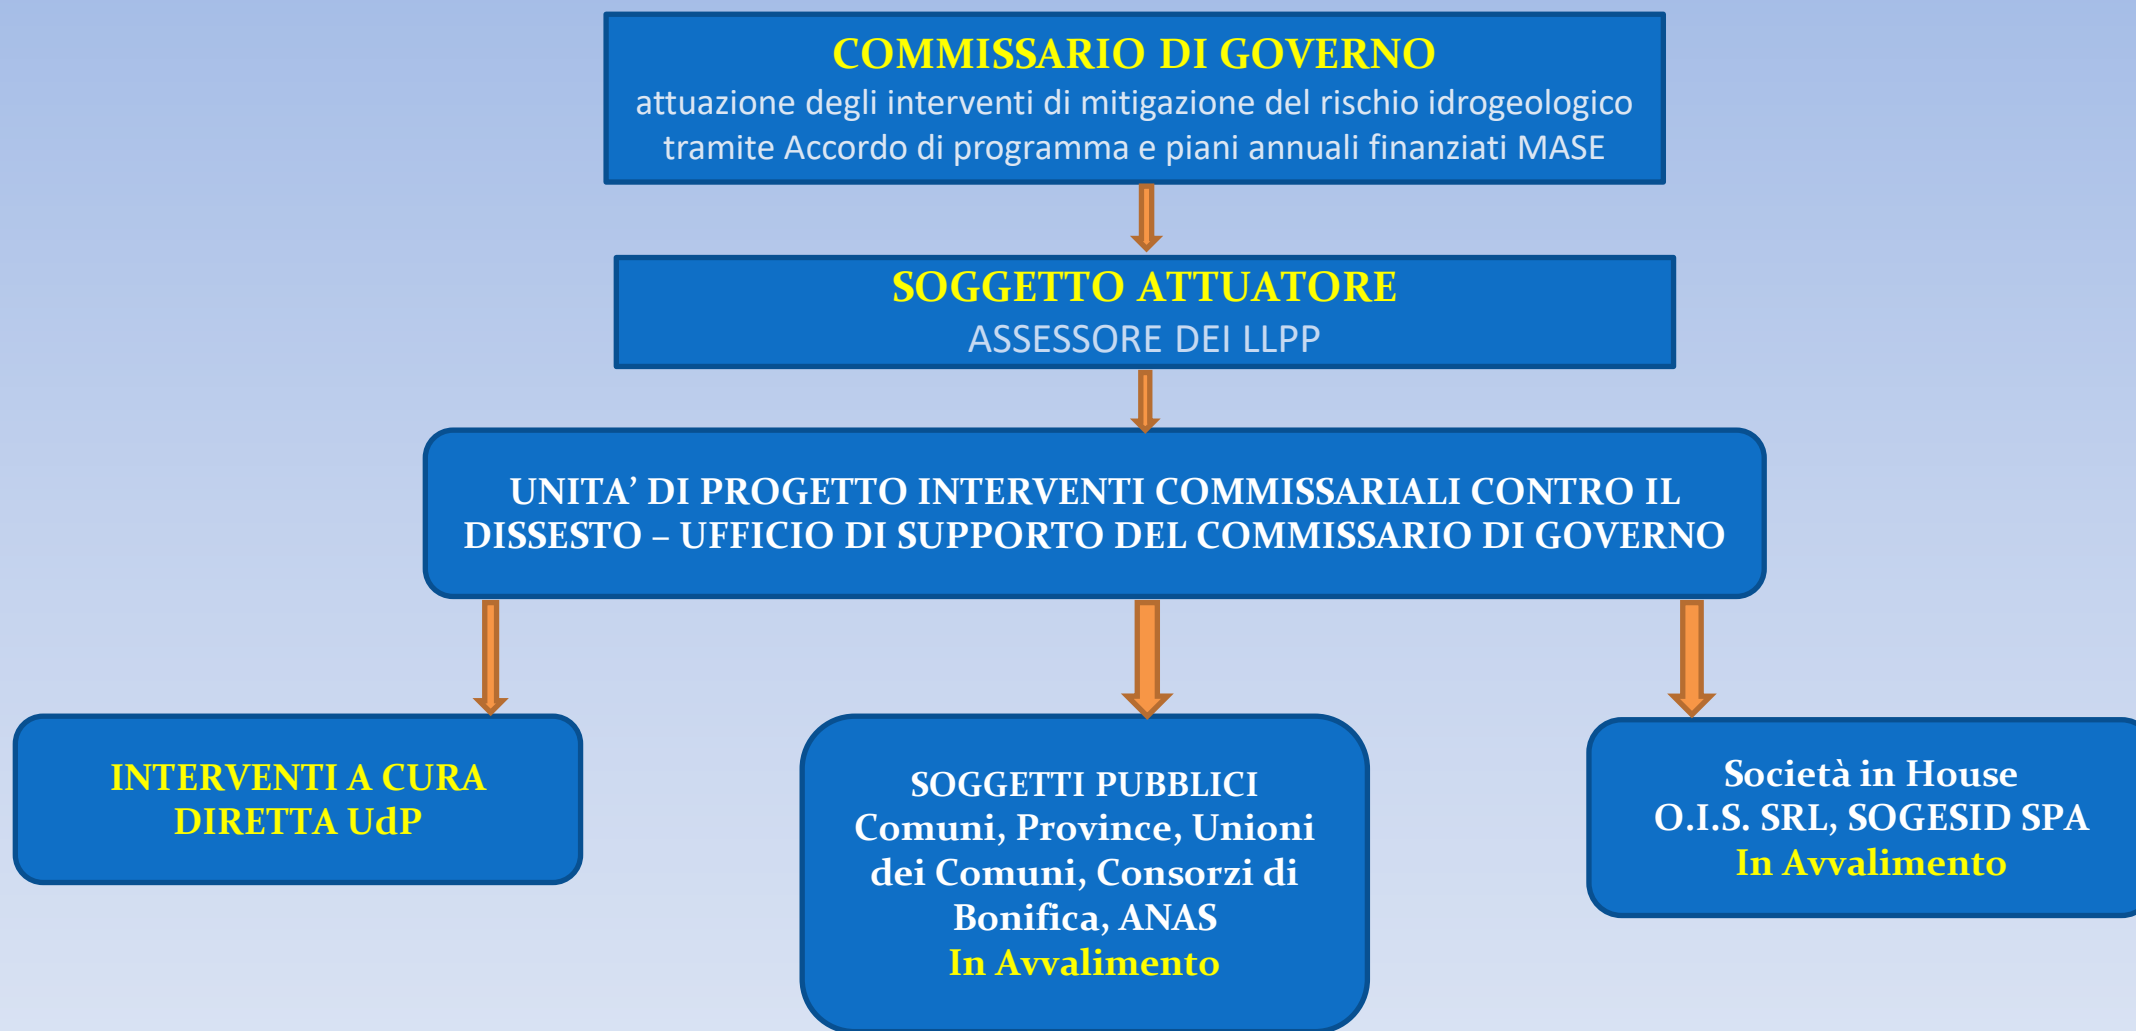 COMMISSARIO DI GOVERNO
attuazione degli interventi di mitigazione del rischio idrogeologico
tramite Accordo di programma e piani annuali finanziati MASE
SOGGETTO ATTUATORE
ASSESSORE DEI LLPP
UNITA’ DI PROGETTO INTERVENTI COMMISSARIALI CONTRO IL
DISSESTO – UFFICIO DI SUPPORTO DEL COMMISSARIO DI GOVERNO
INTERVENTI A CURA
DIRETTA UdP
SOGGETTI PUBBLICI
Comuni, Province, Unioni
dei Comuni, Consorzi di
Bonifica, ANAS
In Avvalimento
Società in House
O.I.S. SRL, SOGESID SPA
In Avvalimento